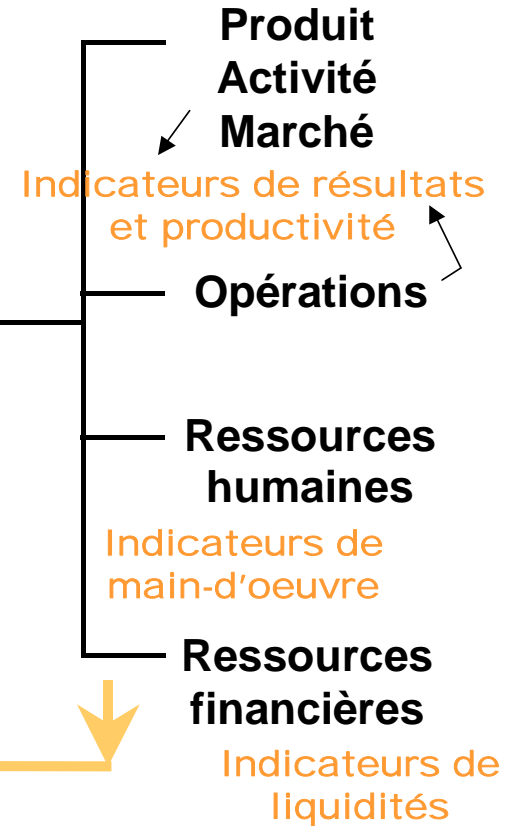 Produit
Activité
Marché
Indicateurs de résultats
et productivité
Opérations
Ressources
humaines
Indicateurs de
main-d'oeuvre
Ressources
financières
Indicateurs de
liquidités